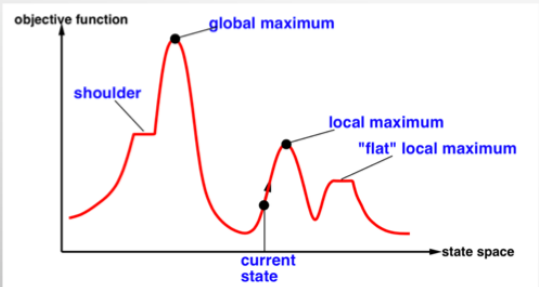 objective function
global maximum
shoulder
local maximum
"flat" local maximum
state space
current
state